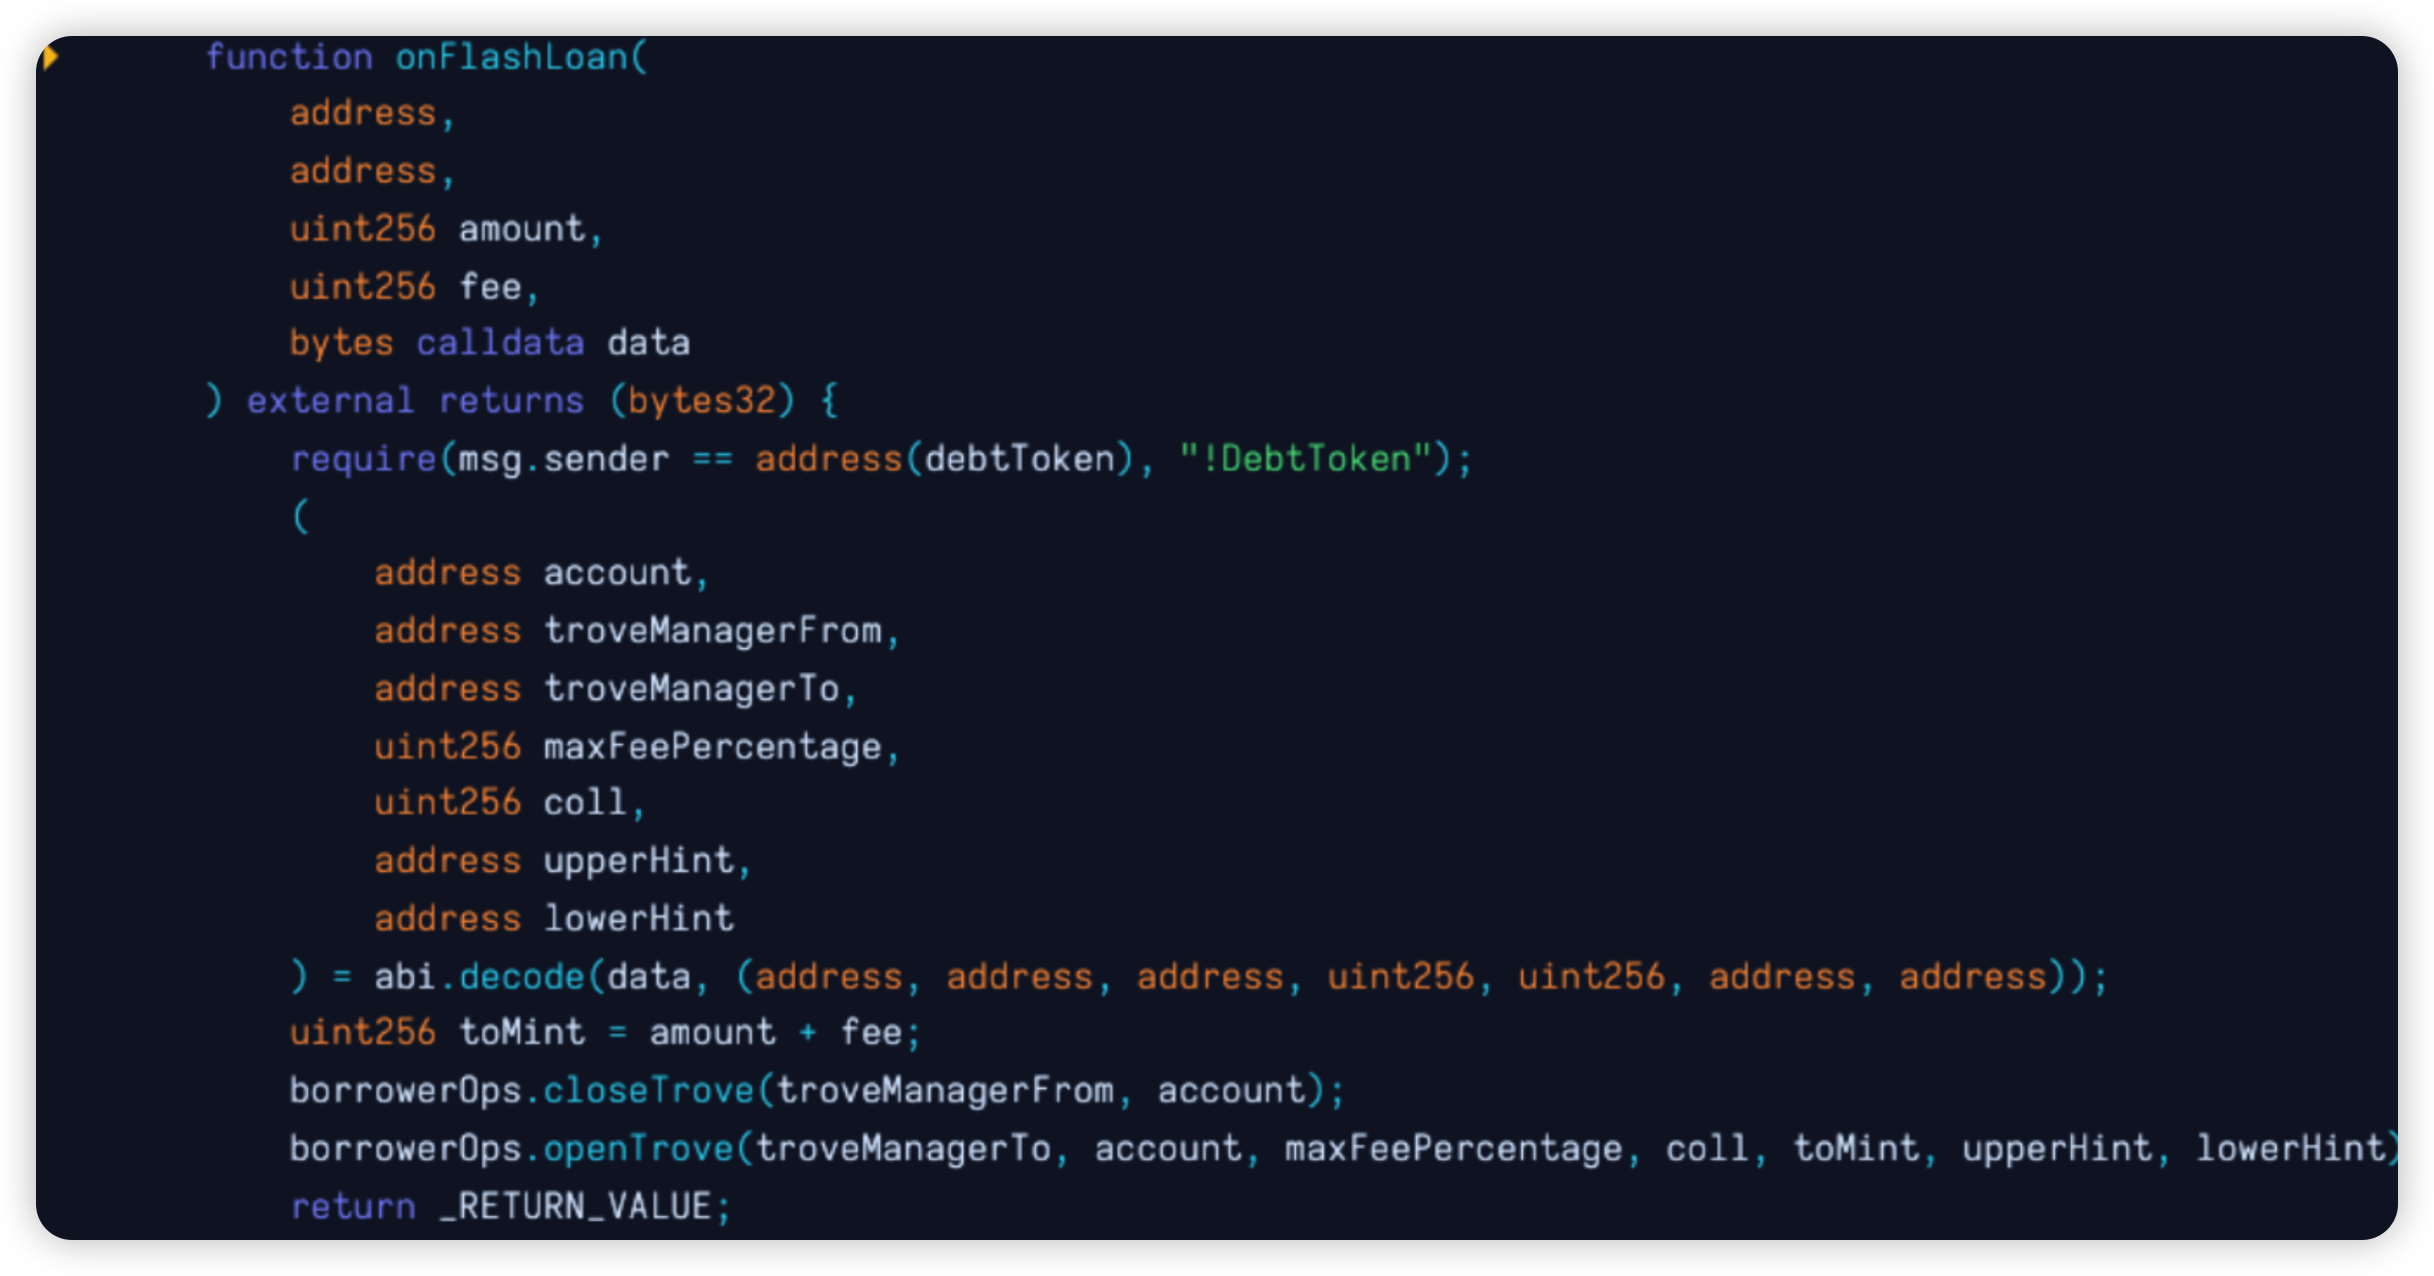 function onFlashLoan(
address,
address,
uint256 amount,
uint256 fee,
bytes calldata data
) external returns (bytes32) {
require(msg.sender == address(debtToken), "!DebtToken");
(
address account,
address troveManagerFrom,
address troveManagerTo,
uint256 maxFeePercentage,
uint256 coll,
address upperHint,
address lowerHint
) = abi.decode(data, (address, address, address, uint256, uint256, address, address));
uint256 toMint = amount + fee;
borrowerOps.closeTrove(troveManagerFrom, account);
borrowerOps.openTrove(troveManagerTo, account, maxFeePercentage, coll, toMint, upperHint, lowerHint)
return _RETURN_VALUE;